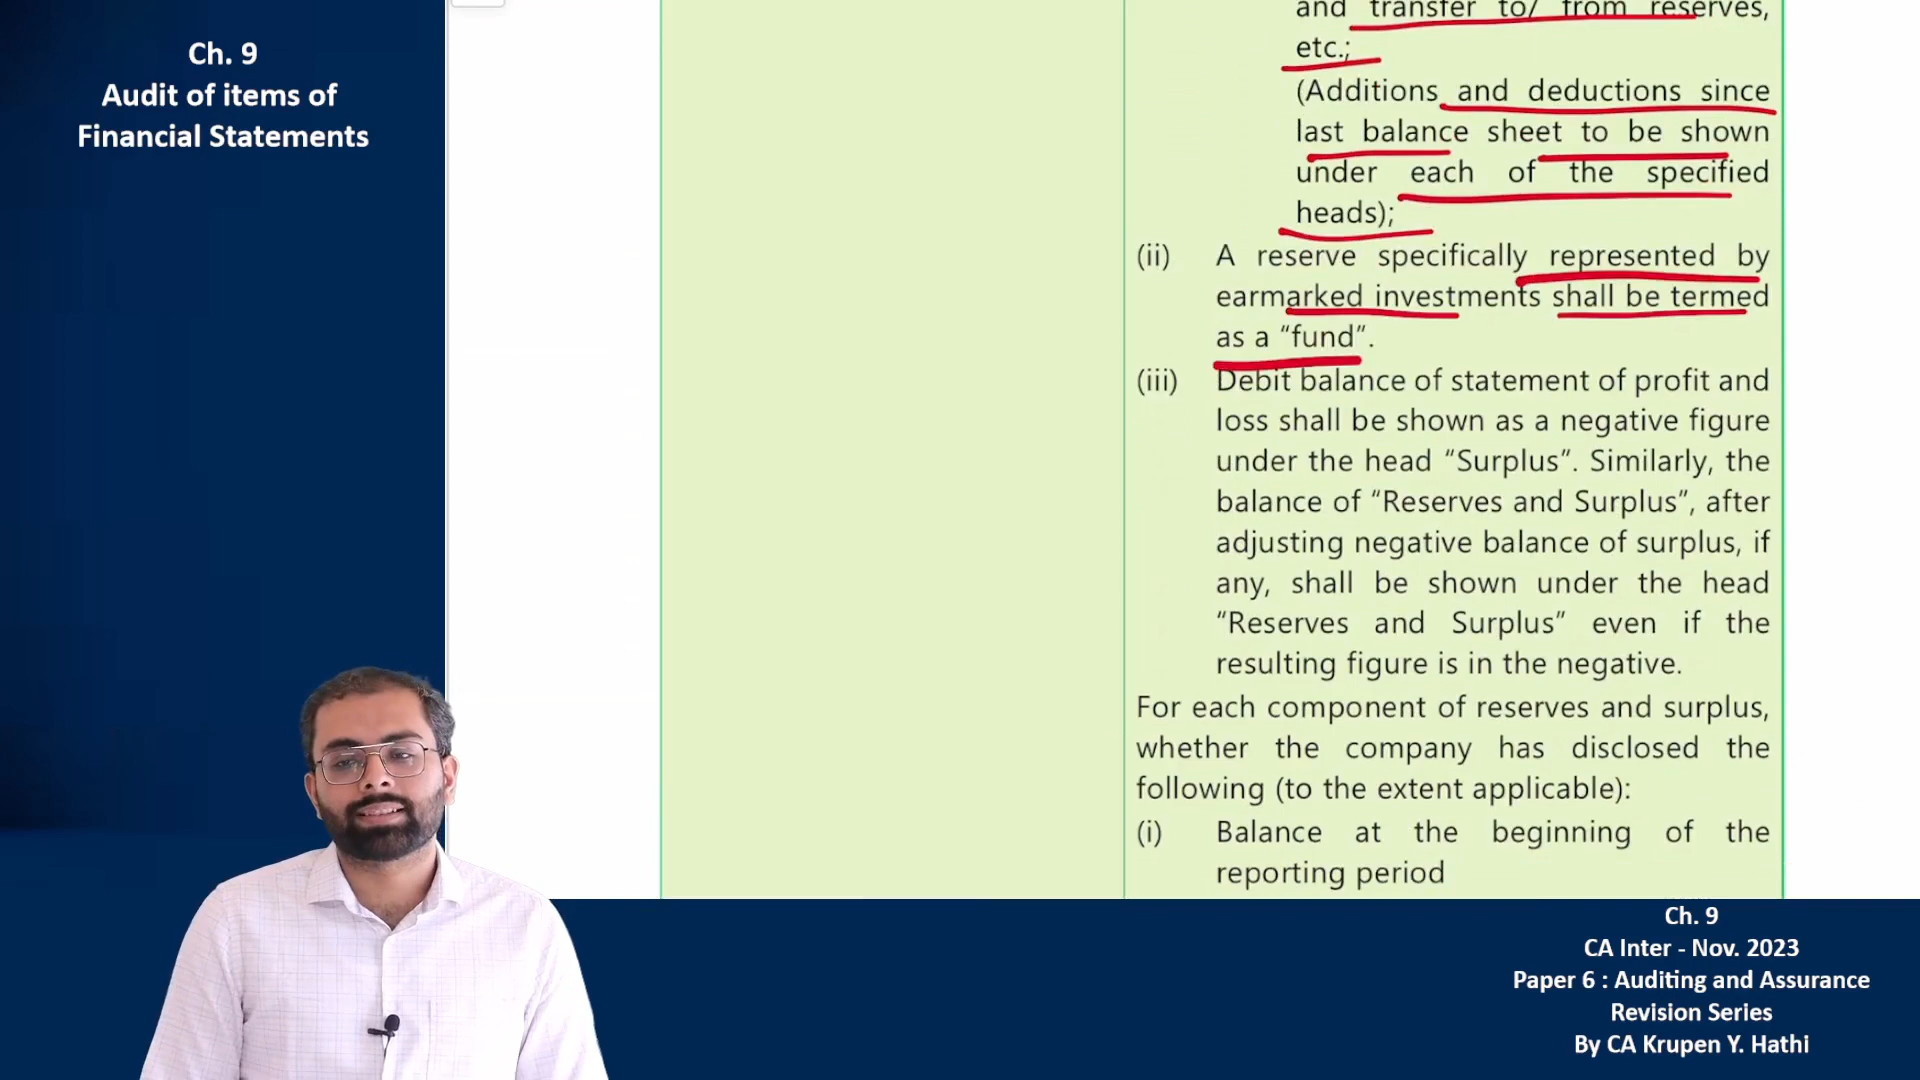 Ch. 9
Audit of items of
Financial Statements
and transfer to/ from reserves,
etc.;
(Additions and deductions since
last balance sheet to be shown
under each of the specified
heads);
(ii) A reserve specifically represented by
earmarked investments shall be termed
as a “fund”.
(iii) Debit balance of statement of profit and
loss shall be shown as a negative figure
under the head “Surplus”. Similarly, the
balance of “Reserves and Surplus”, after
adjusting negative balance of surplus, if
any, shall be shown under the head
“Reserves and Surplus” even if the
resulting figure is in the negative.
For each component of reserves and surplus,
whether the company has disclosed the
following (to the extent applicable):
(i) Balance at the beginning of the
reporting period
Ch. 9
CA Inter - Nov. 2023
Paper 6 : Auditing and Assurance
Revision Series
By CA Krupen Y. Hathi